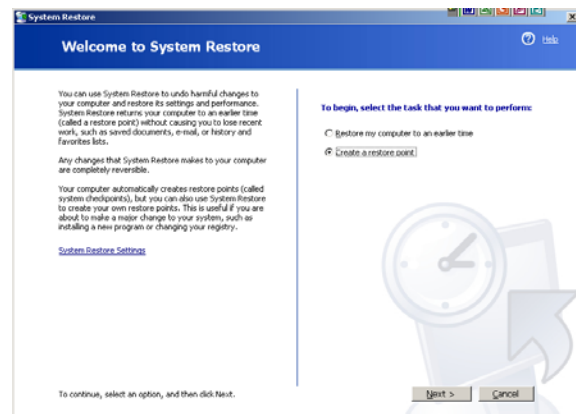 System Restore
Welcome to System Restore
Help
You can use System Restore to undo harmful changes to
your computer and restore its settings and performance.
System Restore returns your computer to an earlier time
(called a restore point) without causing you to lose recent
work, such as saved documents, e-mail, or history and
favorites lists.
Any changes that System Restore makes to your computer
are completely reversible.
Your computer automatically creates restore points (called
system checkpoints), but you can also use System Restore
to create your own restore points. This is useful if you are
about to make a major change to your system, such as
installing a new program or changing your registry.
System Restore Settings
To begin, select the task that you want to perform:
Restore my computer to an earlier time
Create a restore point
To continue, select an option, and then click Next.
Next >
Cancel